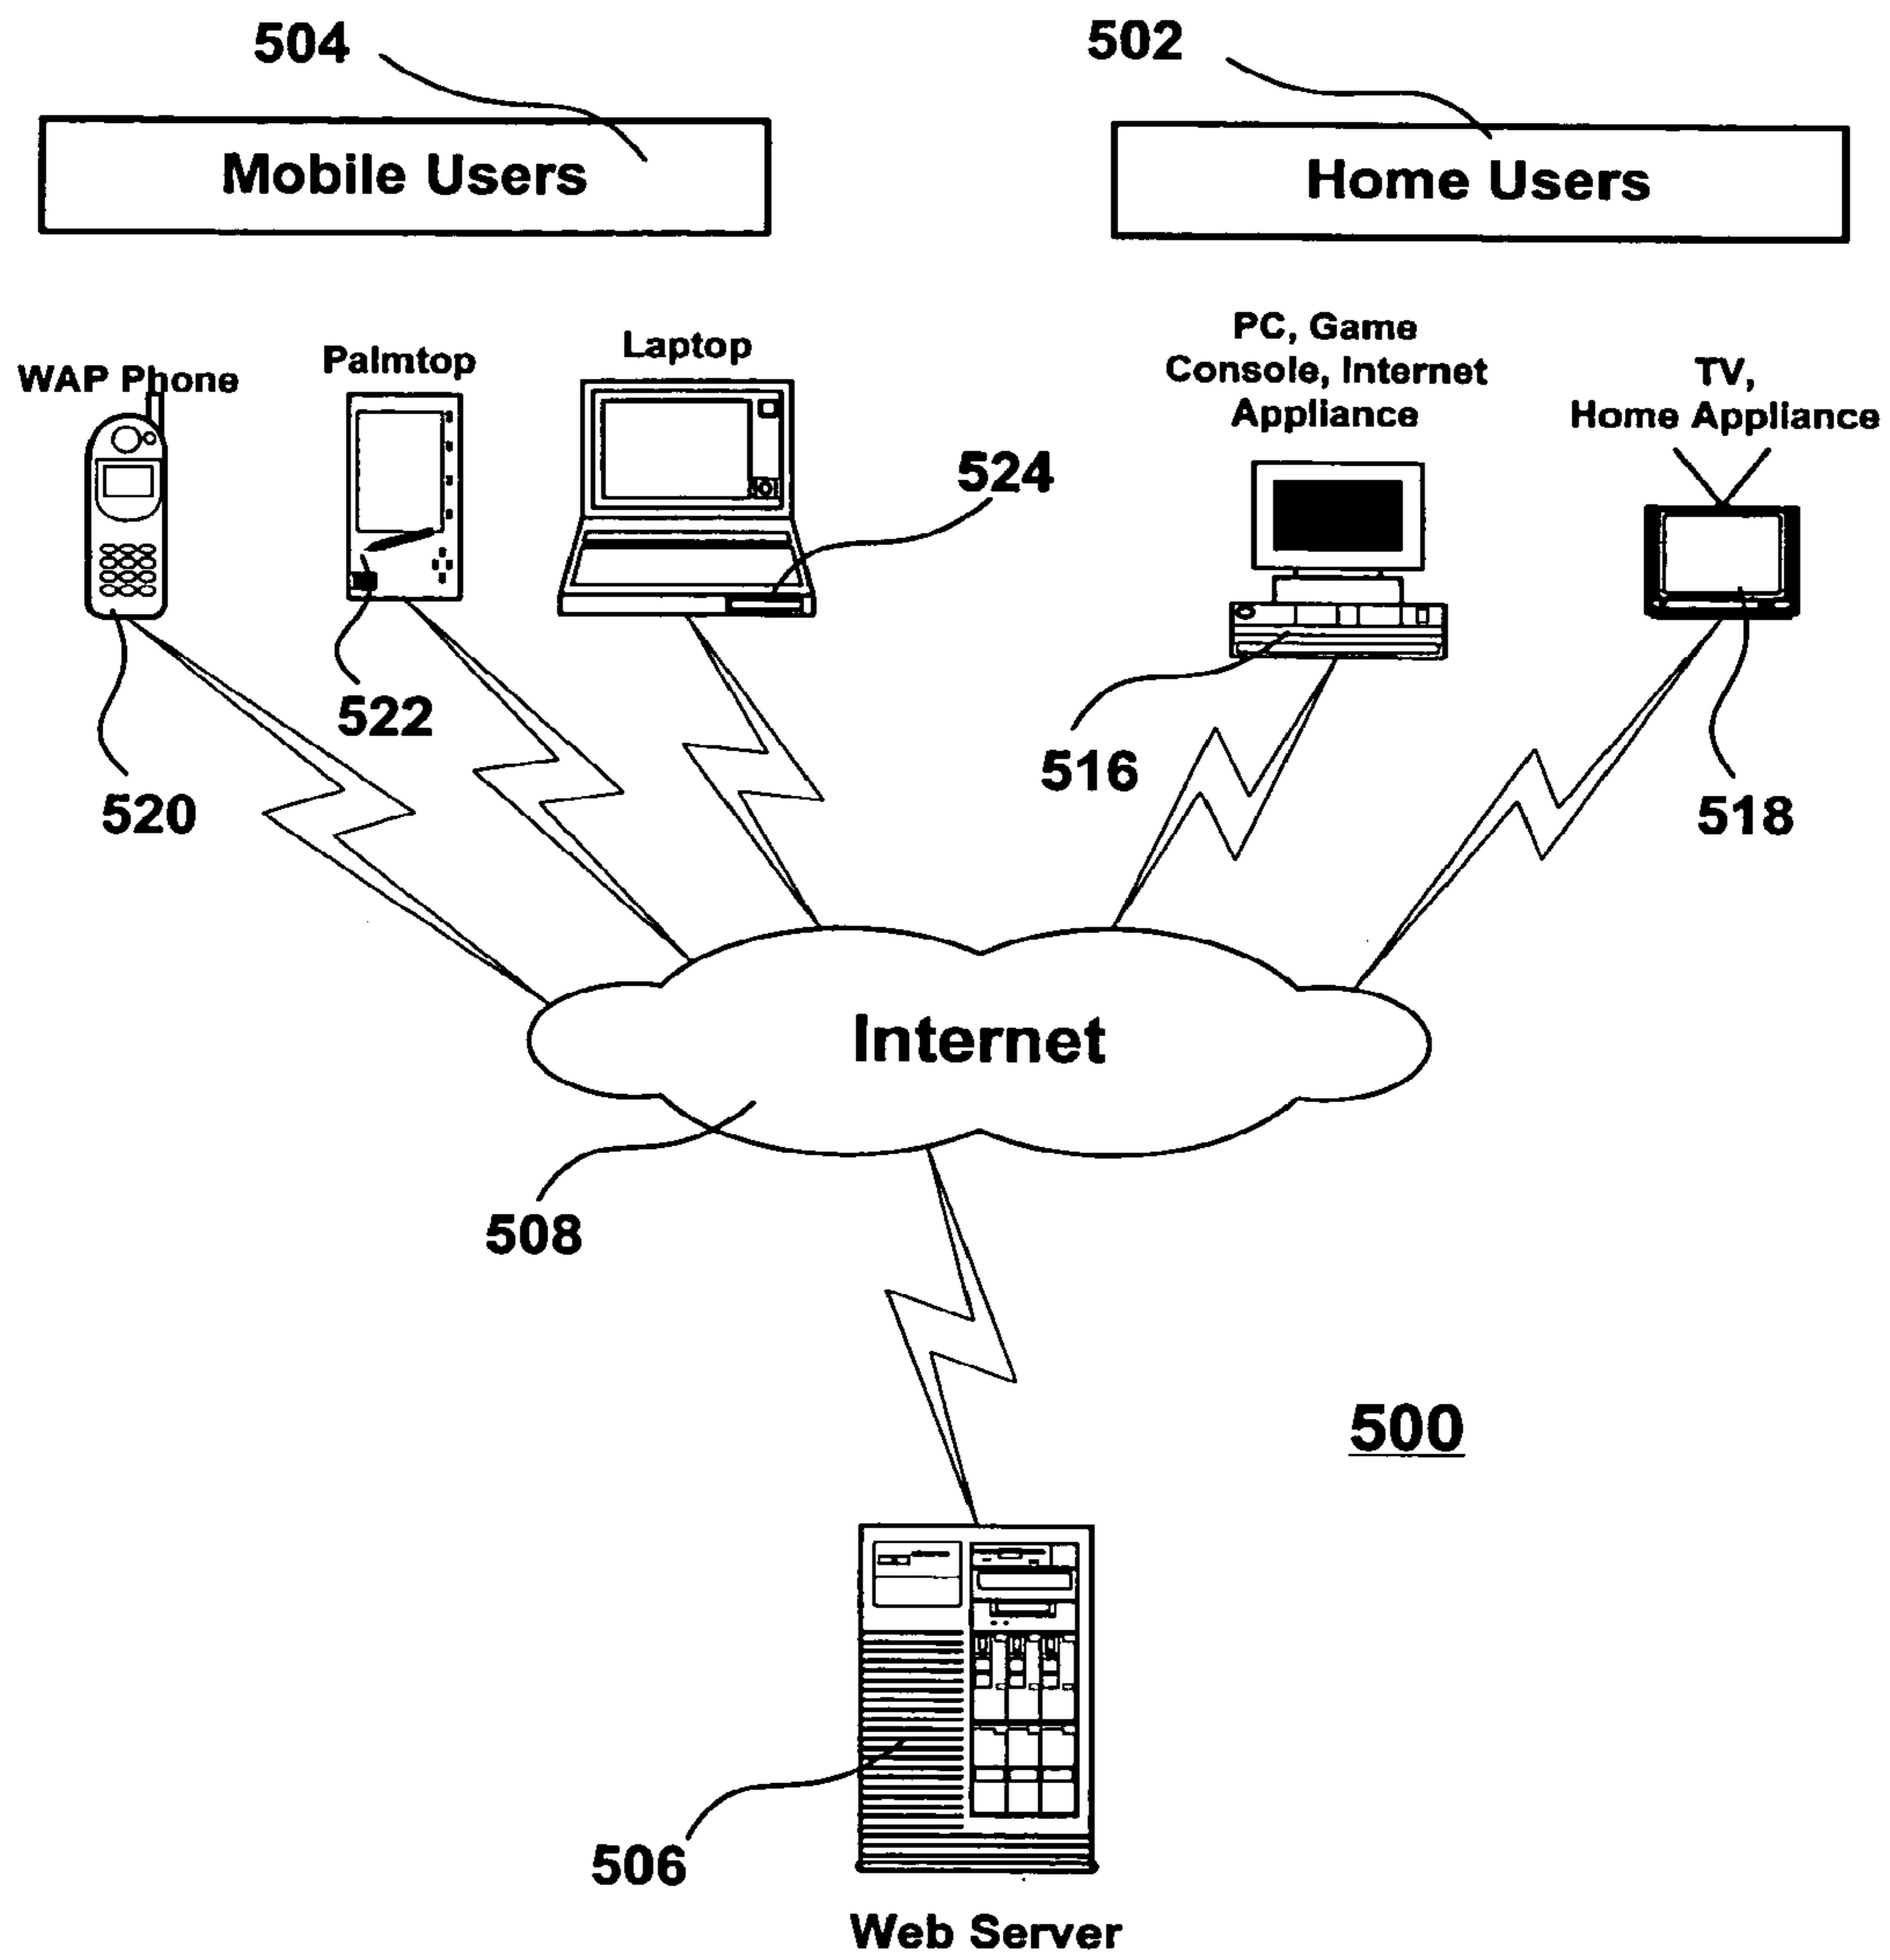 504
502
Mobile Users
Home Users
WAP Phone
Palmtop
Laptop
PC, Game
Console, Internet
Appliance
TV,
Home Appliance
524
522
516
520
518
Internet
508
500
506
Web Server